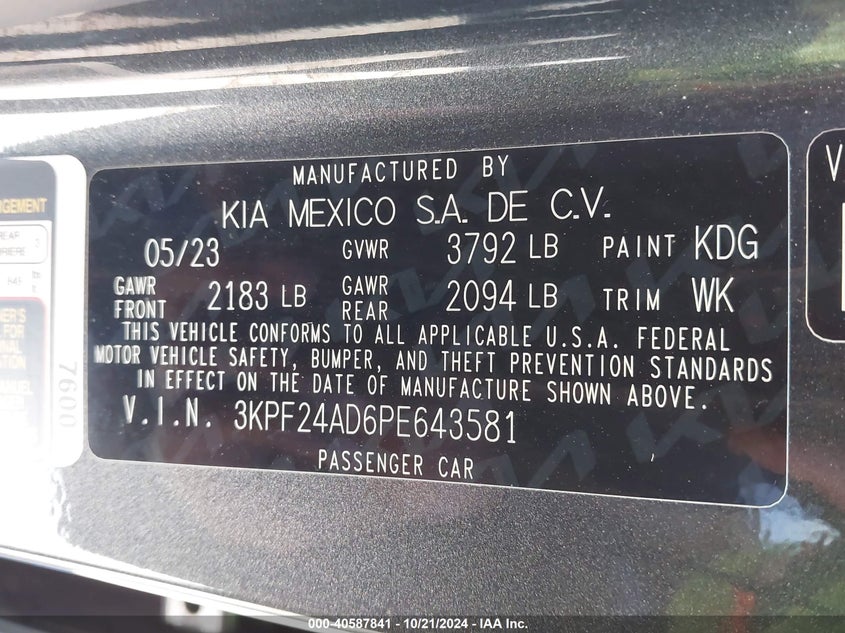 MANUFACTURED BY
KIA MEXICO S.A. DE C.V.
05/23 GVWR 3792 LB PAINT KDG
GAWR FRONT 2183 LB GAWR REAR 2094 LB TRIM WK
THIS VEHICLE CONFORMS TO ALL APPLICABLE U.S.A. FEDERAL
MOTOR VEHICLE SAFETY, BUMPER, AND THEFT PREVENTION STANDARDS
IN EFFECT ON THE DATE OF MANUFACTURE SHOWN ABOVE.
V.I.N. 3KPF24AD6PE643581
PASSENGER CAR
7600
000-40587841 - 10/21/2024 - IAA Inc.